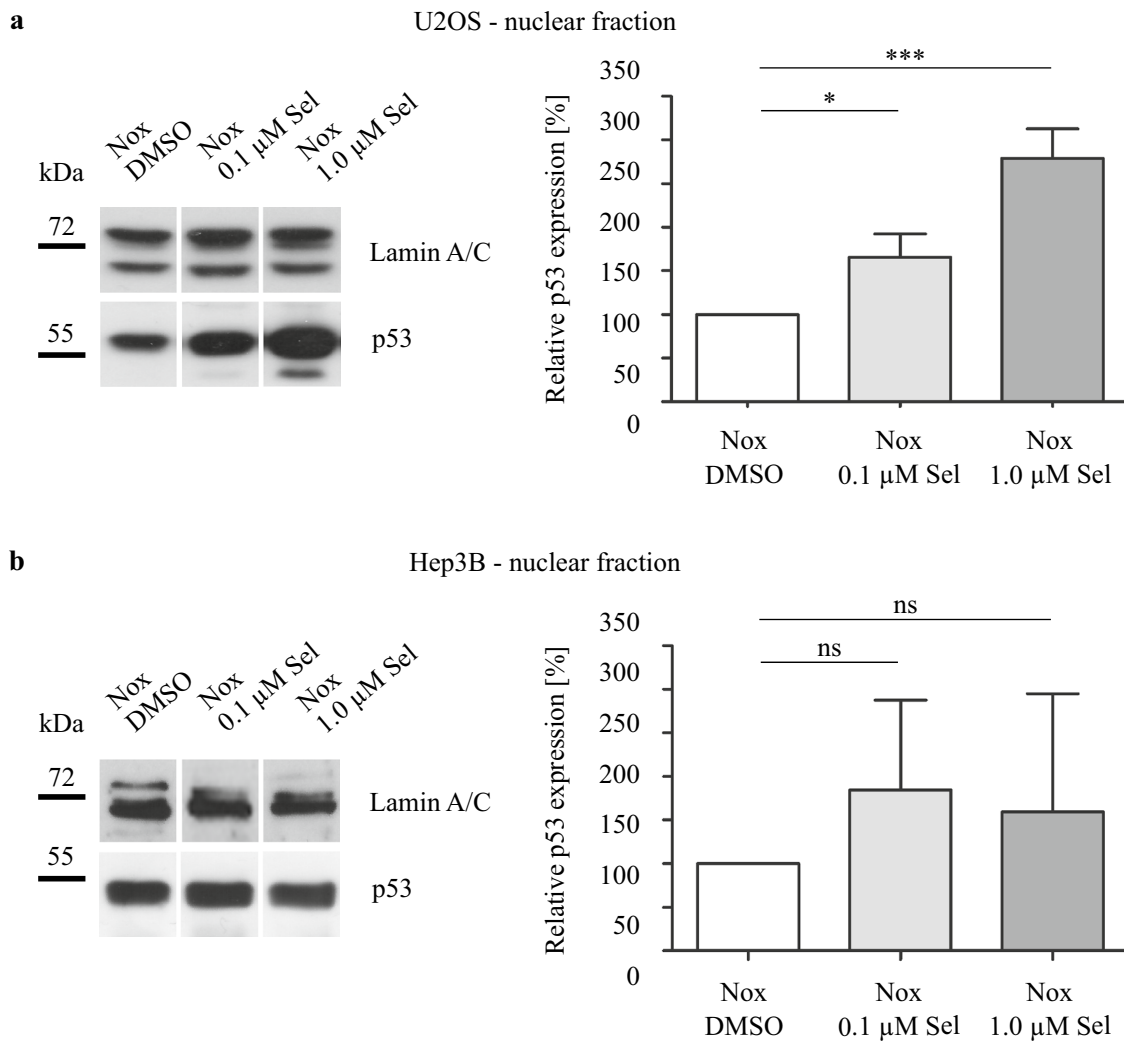 a
U2OS - nuclear fraction
Nox
DMSO
Nox
0.1 µM Sel
Nox
1.0 µM Sel
kDa
72
Lamin A/C
55
p53
Relative p53 expression [%]
350
300
250
200
150
100
50
0
***
*
Nox
DMSO
Nox
0.1 µM Sel
Nox
1.0 µM Sel
b
Hep3B - nuclear fraction
Nox
DMSO
Nox
0.1 µM Sel
Nox
1.0 µM Sel
kDa
72
Lamin A/C
55
p53
Relative p53 expression [%]
350
300
250
200
150
100
50
0
ns
ns
Nox
DMSO
Nox
0.1 µM Sel
Nox
1.0 µM Sel